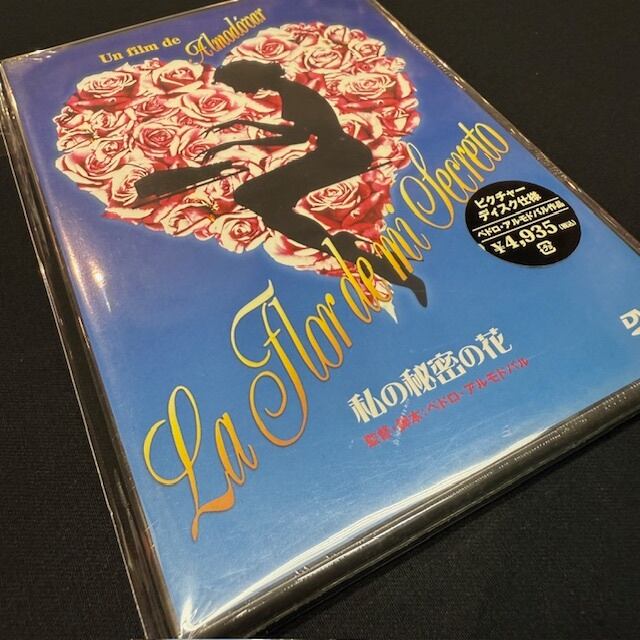 Un film de Almodóvar
La Flor de mi Secreto
私の秘密の花
監督・脚本・ペドロ・アルモドバル
ピクチャー
ディスク仕様
ペドロ・アルモドバル作品
¥4,935(税込)